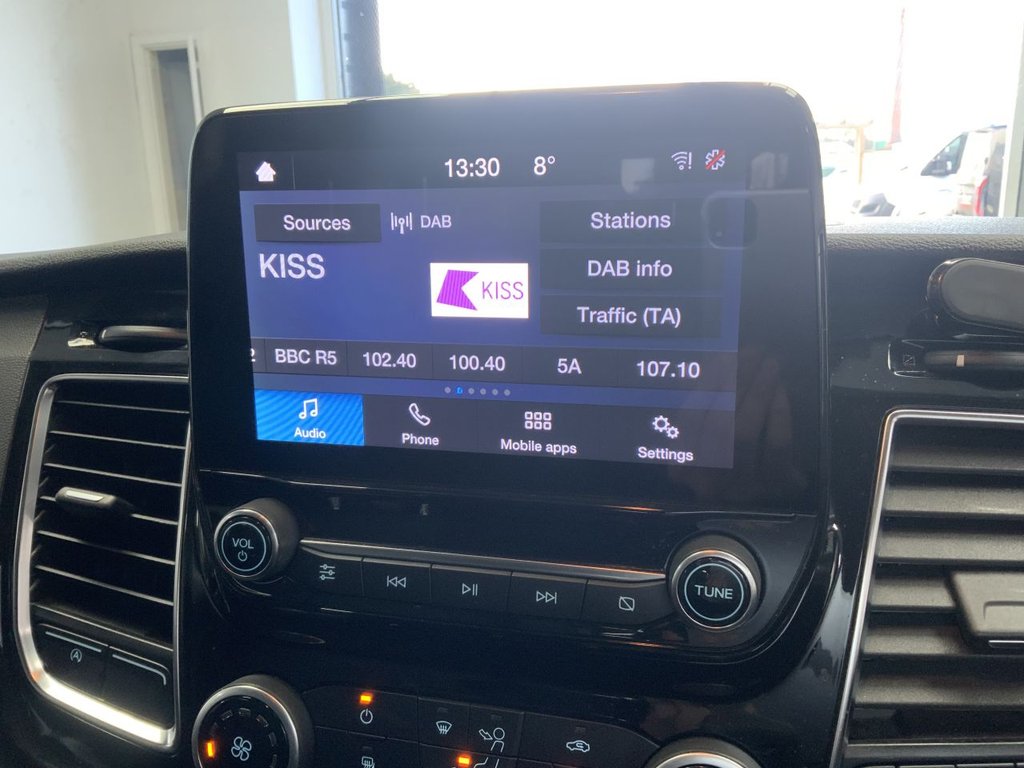 13:30 8°
Sources DAB Stations
KISS KISS DAB info
Traffic (TA)
BBC R5 102.40 100.40 5A 107.10
Audio Phone Mobile apps Settings
VOL TUNE
A